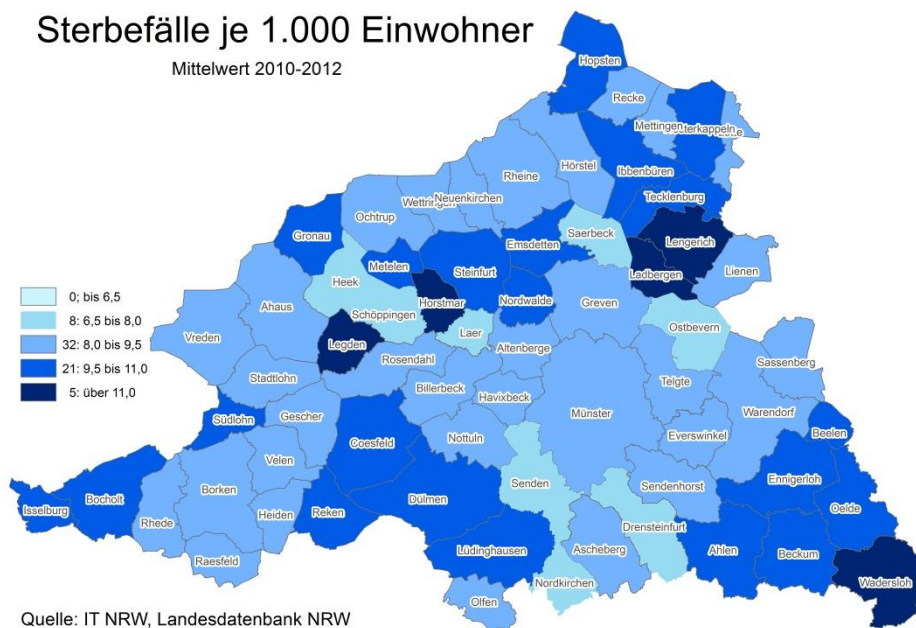 Sterbefälle je 1.000 Einwohner
Mittelwert 2010-2012
Hopsten
Recke
Mettingen
sterkappeln
Hörstel
Ibbenbüren
Rheine
Neuenkirchen
Wettringen
Ochtrup
Tecklenburg
Gronau
Emsdetten
Saerbeck
Lengerich
Metelen
Steinfurt
Ladbergen
Lienen
Heek
0; bis 6,5
8: 6,5 bis 8,0
32: 8,0 bis 9,5
21: 9,5 bis 11,0
5: über 11,0
Ahaus
Schöppingen
Horstmar
Nordwalde
Greven
Vreden
Laer
Ostbevern
Legden
Altenberge
Rosendahl
Sassenberg
Stadtlohn
Billerbeck
Telgte
Havixbeck
Münster
Warendorf
Südlohn
Gescher
Everswinkel
Beelen
Coesfeld
Nottuln
Velen
Ennigerloh
Senden
Sendenhorst
Borken
Dülmen
Bocholt
Oelde
Isselburg
Rhede
Heiden
Reken
Drensteinfurt
Lüdinghausen
Ascheberg
Ahlen
Beckum
Raesfeld
Nordkirchen
Wadersloh
Olfen
Quelle: IT NRW, Landesdatenbank NRW